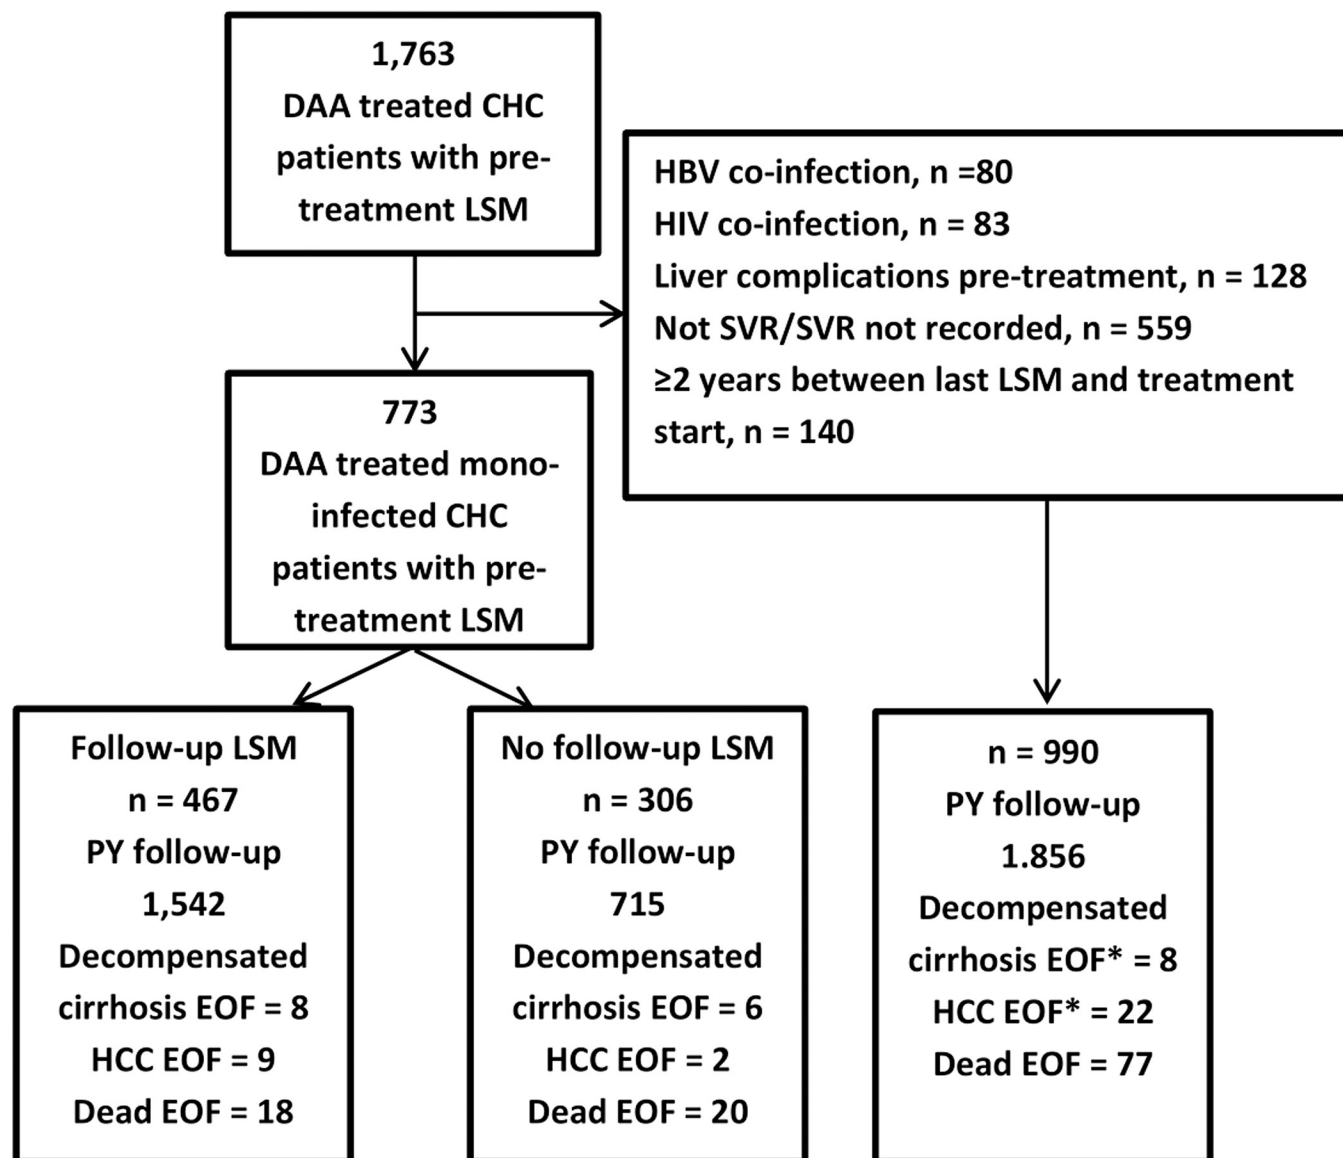 1,763
DAA treated CHC
patients with pre-
treatment LSM
HBV co-infection, n =80
HIV co-infection, n = 83
Liver complications pre-treatment, n = 128
Not SVR/SVR not recorded, n = 559
≥2 years between last LSM and treatment
start, n = 140
773
DAA treated mono-
infected CHC
patients with pre-
treatment LSM
Follow-up LSM
n = 467
PY follow-up
1,542
Decompensated
cirrhosis EOF = 8
HCC EOF = 9
Dead EOF = 18
No follow-up LSM
n = 306
PY follow-up
715
Decompensated
cirrhosis EOF = 6
HCC EOF = 2
Dead EOF = 20
n = 990
PY follow-up
1.856
Decompensated
cirrhosis EOF* = 8
HCC EOF* = 22
Dead EOF = 77